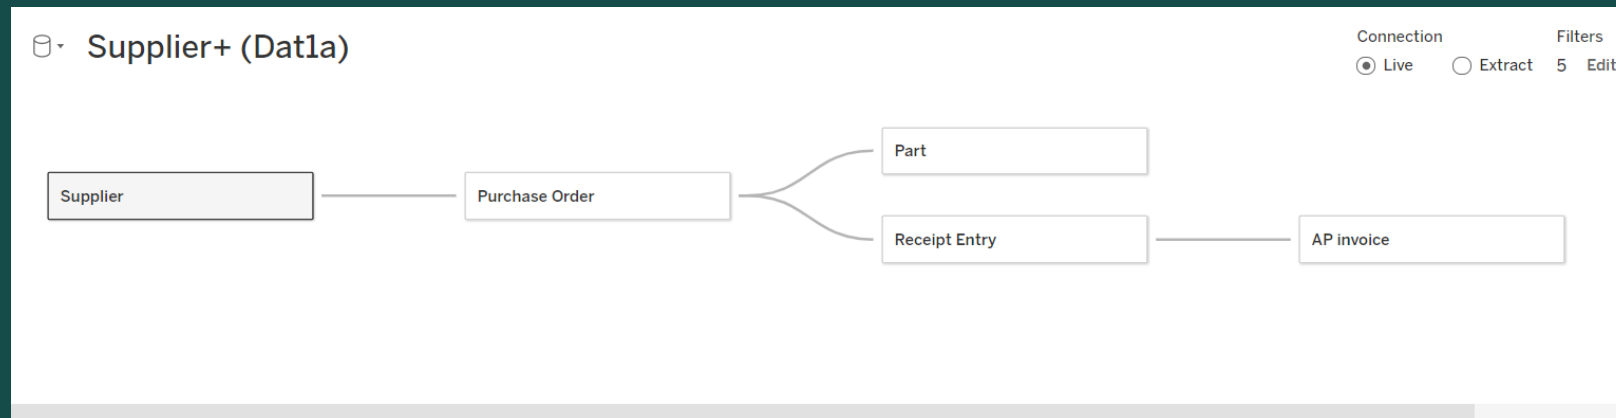 Supplier+ (Dat1a)
Connection
Filters
Live
Extract
5
Edit
Supplier
Purchase Order
Part
Receipt Entry
AP invoice